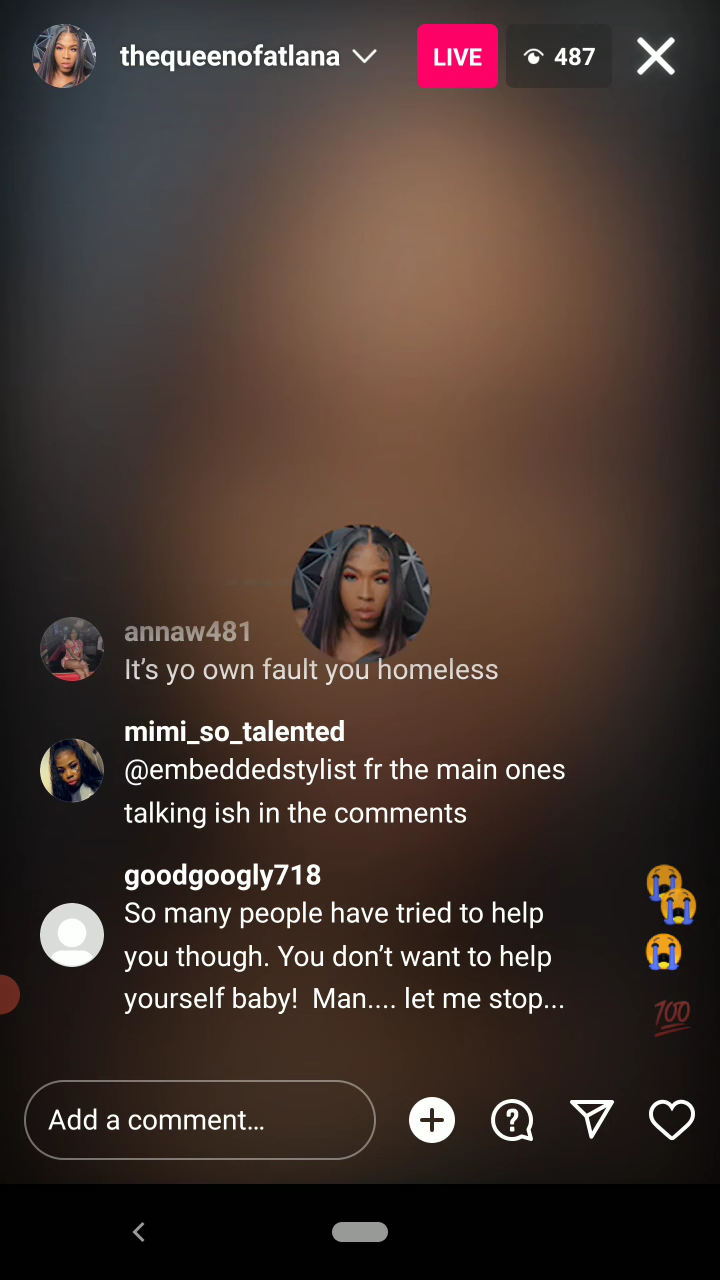 thequeenofatlana
LIVE
487
annaw481
It's yo own fault you homeless
mimi_so_talented
@embeddedstylist fr the main ones
talking ish in the comments
goodgoogly718
So many people have tried to help
you though. You don't want to help
yourself baby!  Man.... let me stop...
💯
Add a comment...